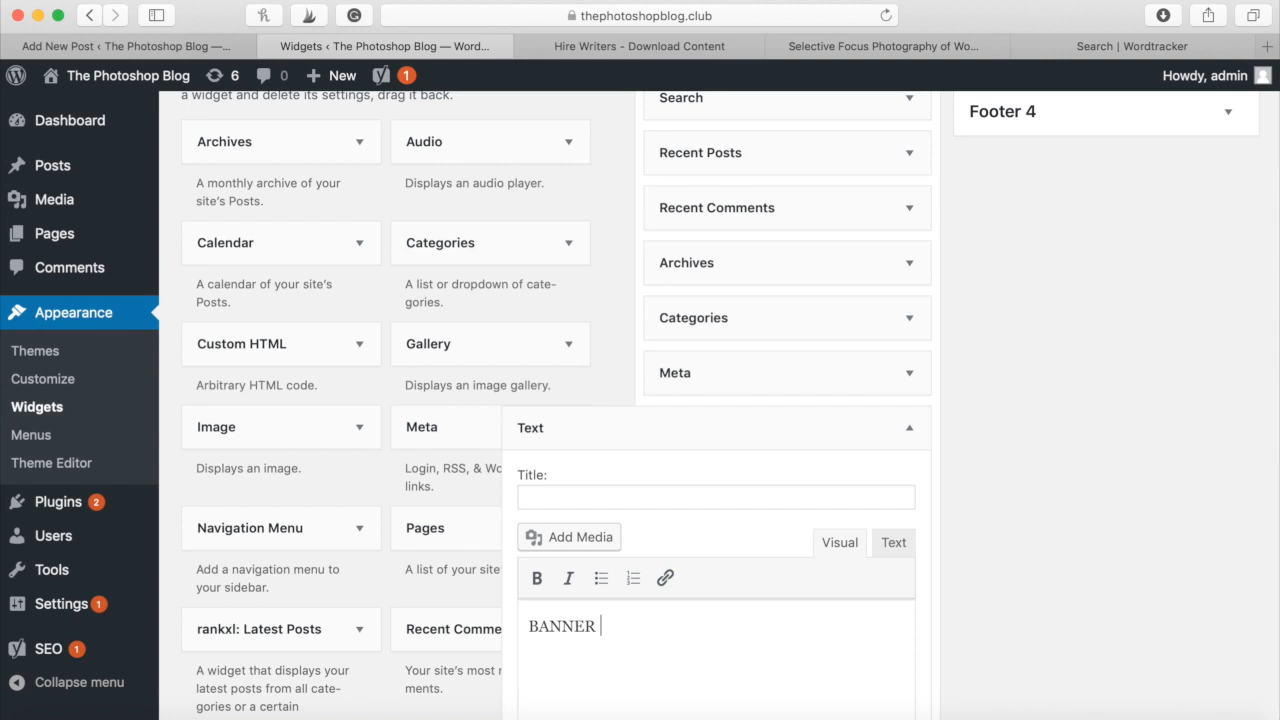 thephotoshopblog.club
Add New Post ‹ The Photoshop Blog —...
Widgets ‹ The Photoshop Blog — Word...
Hire Writers - Download Content
Selective Focus Photography of Wo...
Search | Wordtracker
The Photoshop Blog
6
0
New
1
Howdy, admin
Dashboard
Posts
Media
Pages
Comments
Appearance
Themes
Customize
Widgets
Menus
Theme Editor
Plugins 2
Users
Tools
Settings 1
SEO 1
Collapse menu
a widget and delete its settings, drag it back.
Archives
A monthly archive of your
site's Posts.
Audio
Displays an audio player.
Calendar
A calendar of your site's
Posts.
Categories
A list or dropdown of cate-
gories.
Custom HTML
Arbitrary HTML code.
Gallery
Displays an image gallery.
Image
Displays an image.
Meta
Login, RSS, & Wo
links.
Navigation Menu
Add a navigation menu to
your sidebar.
Pages
A list of your site
rankxl: Latest Posts
A widget that displays your
latest posts from all cate-
gories or a certain
Recent Comme
Your site's most r
ments.
Search
Recent Posts
Recent Comments
Archives
Categories
Meta
Text
Title:
Add Media
Visual
Text
B I
BANNER
Footer 4